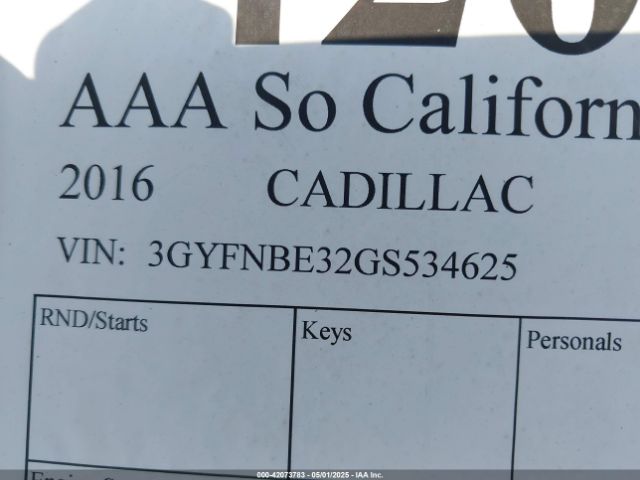 AAA So Californ
2016 CADILLAC
VIN: 3GYFNBE32GS534625
RND/Starts Keys Personals
000-42073783 - 05/01/2025 - IAA Inc.